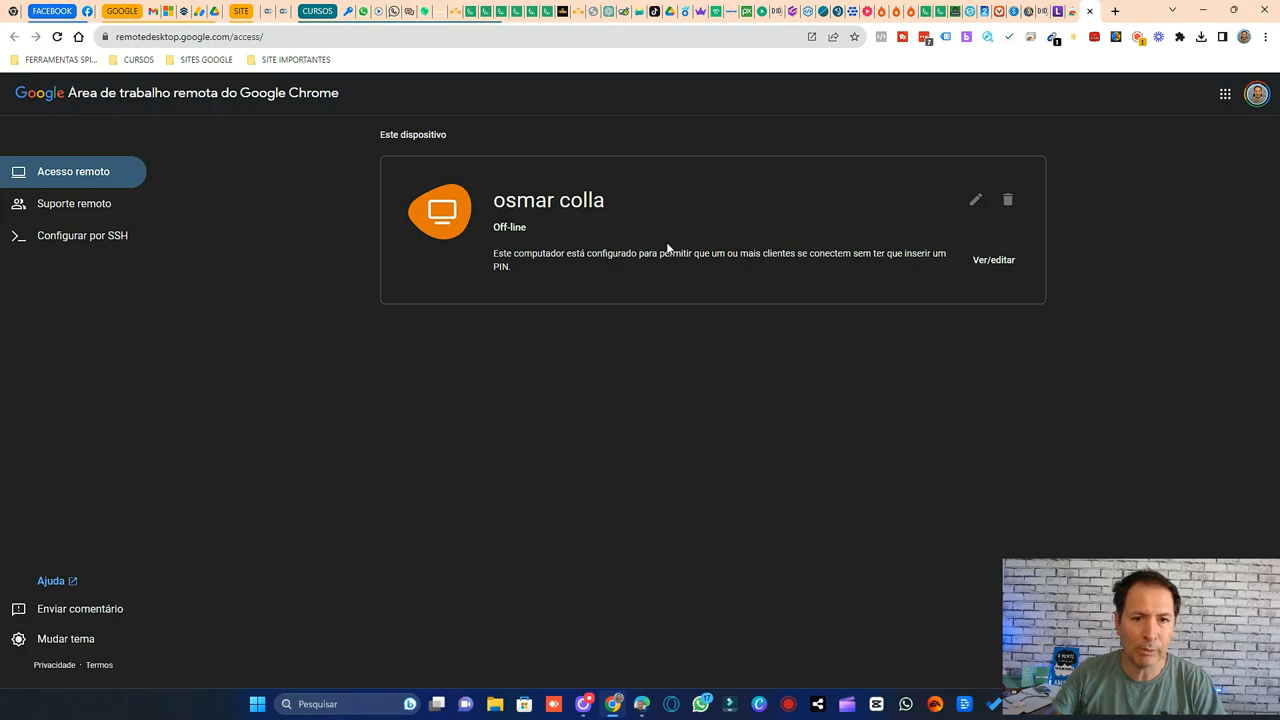 FACEBOOK GOOGLE SITE CURSOS
remotedesktop.google.com/access/
FERRAMENTAS SPI... CURSOS SITES GOOGLE SITE IMPORTANTES
Google Área de trabalho remota do Google Chrome
Este dispositivo
Acesso remoto
Suporte remoto
Configurar por SSH
osmar colla
Off-line
Este computador está configurado para permitir que um ou mais clientes se conectem sem ter que inserir um
PIN.
Ver/editar
Ajuda
Enviar comentário
Mudar tema
Privacidade · Termos
Pesquisar
17